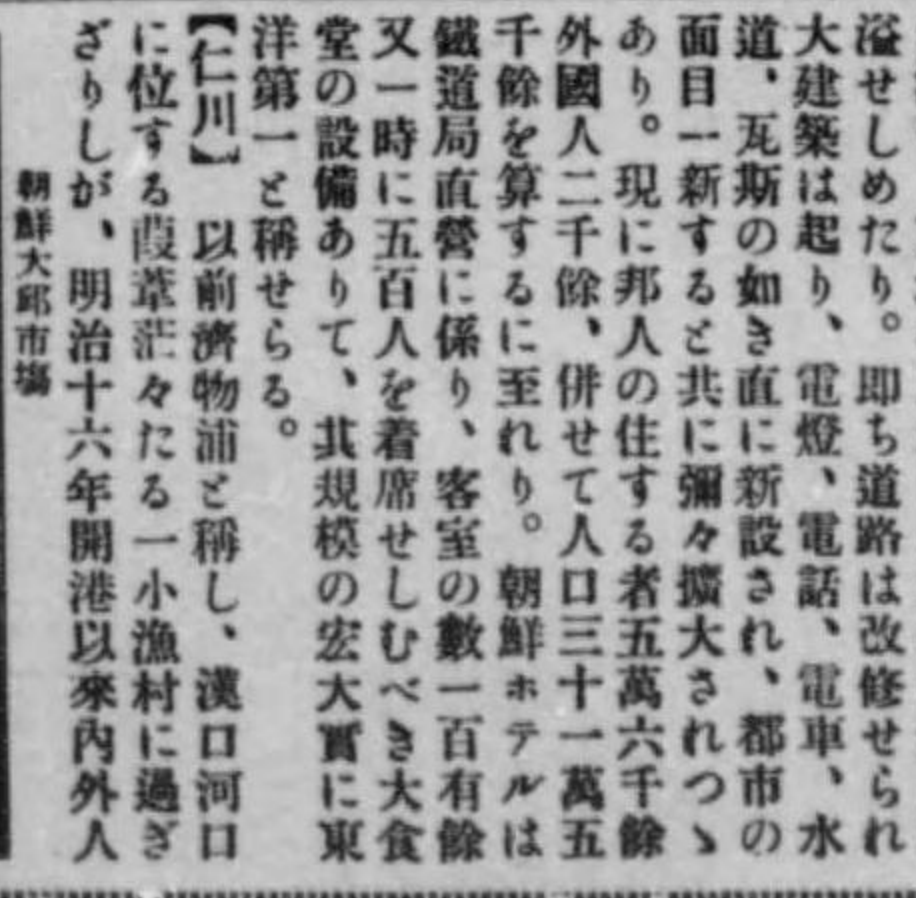 溢せしめたり。卽ち道路は改修せられ
大建築は起り、電燈、電話、電車、水
道、瓦斯の如き直に新設され、都市の
面目一新すると共に彌々擴大されつゝ
あり。現に邦人の住する者五萬六千餘
外國人二千餘、併せて人口三十一萬五
千餘を算するに至れり。朝鮮ホテルは
鐵道局直營に係り、客室の數一百有餘
又一時に五百人を着席せしむべき大食
堂の設備ありて、其規模の宏大實に東
洋第一と稱せらる。
【仁川】　以前濟物浦と稱し、漢口河口
に位する葭葦茫々たる一小漁村に過ぎ
ざりしが、明治十六年開港以來內外人
朝鮮大邱市場